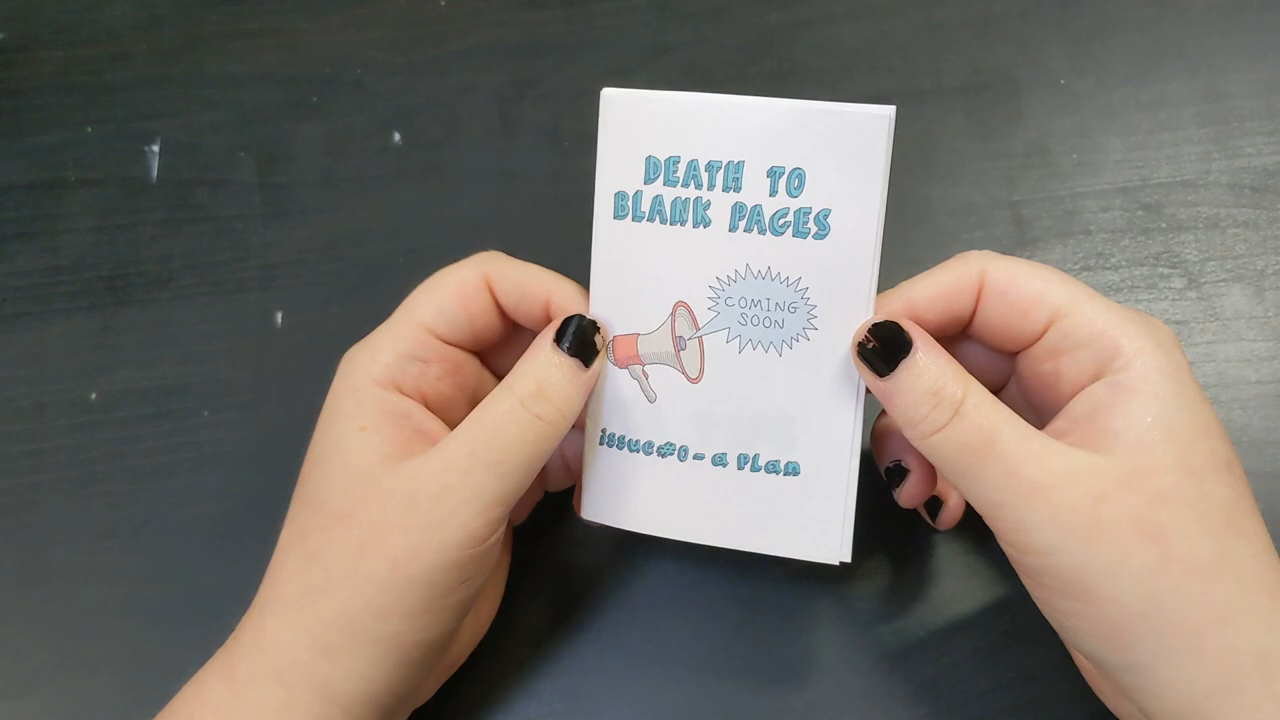 DEATH TO
BLANK PAGES
COMING
SOON
issue#0-a PLan